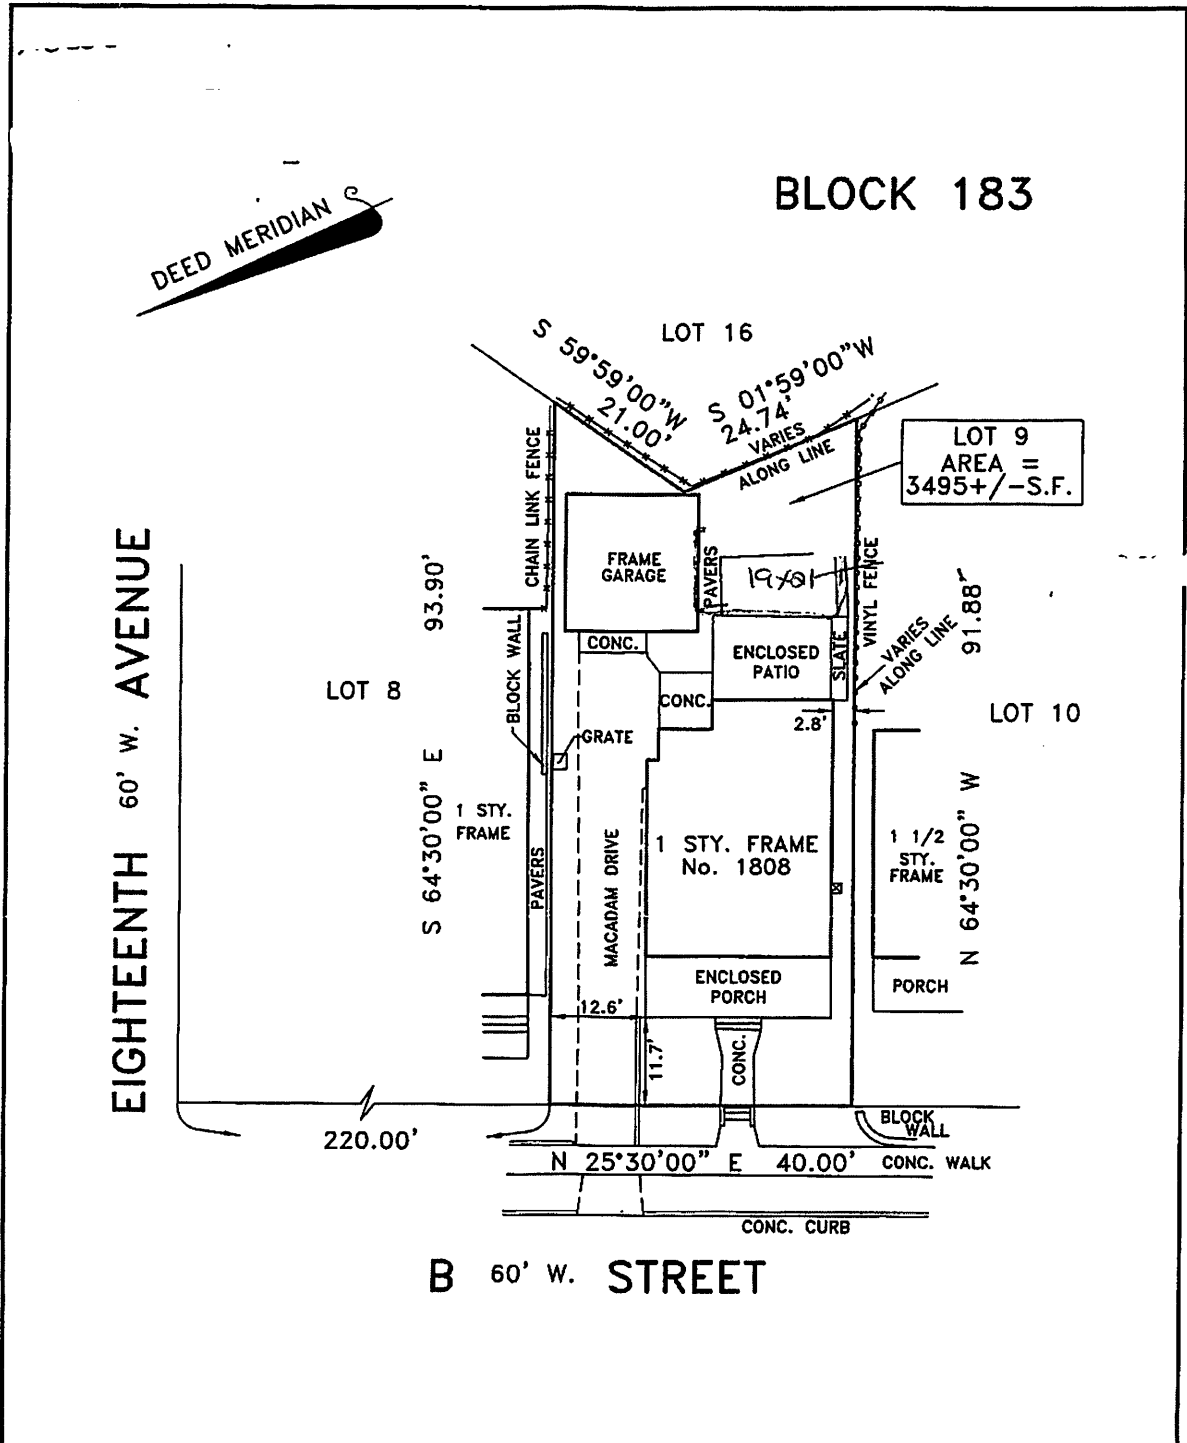 BLOCK 183
DEED MERIDIAN
LOT 16
S 59°59'00"W
21.00'
S 01°59'00"W
24.74'
VARIES
ALONG LINE
LOT 9
AREA =
3495+/-S.F.
CHAIN LINK FENCE
FRAME
GARAGE
PAVERS
19x21
VINYL FENCE
93.90'
S 64°30'00" E
91.88'
N 64°30'00" W
VARIES
ALONG LINE
CONC.
ENCLOSED
PATIO
SLATE
BLOCK WALL
LOT 8
CONC.
2.8'
LOT 10
GRATE
EIGHTEENTH 60' W. AVENUE
1 STY.
FRAME
PAVERS
MACADAM DRIVE
1 STY. FRAME
No. 1808
1 1/2
STY.
FRAME
ENCLOSED
PORCH
PORCH
12.6'
11.7'
CONC.
BLOCK
WALL
220.00'
N 25°30'00" E 40.00'
CONC. WALK
CONC. CURB
B 60' W. STREET